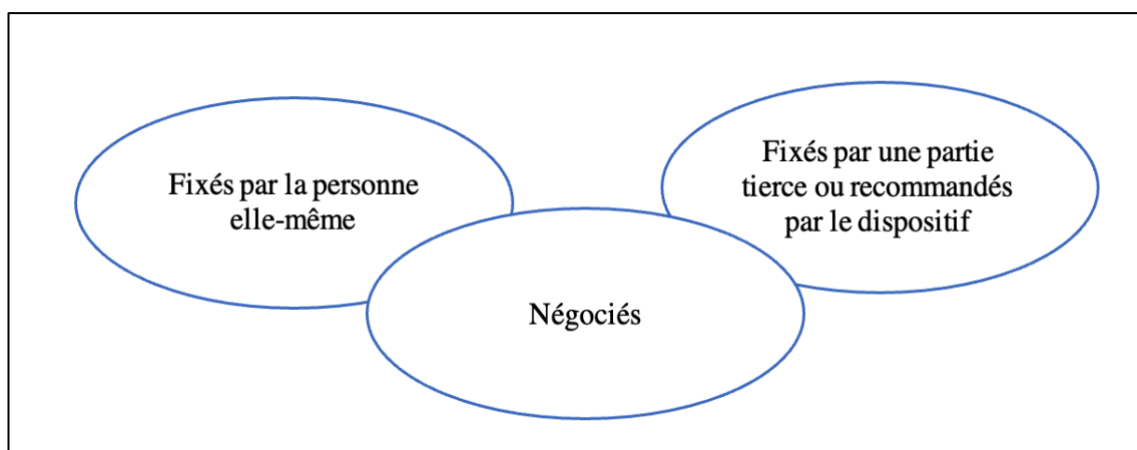 Fixés par la personne
elle-même
Fixés par une partie
tierce ou recommandés
par le dispositif
Négociés